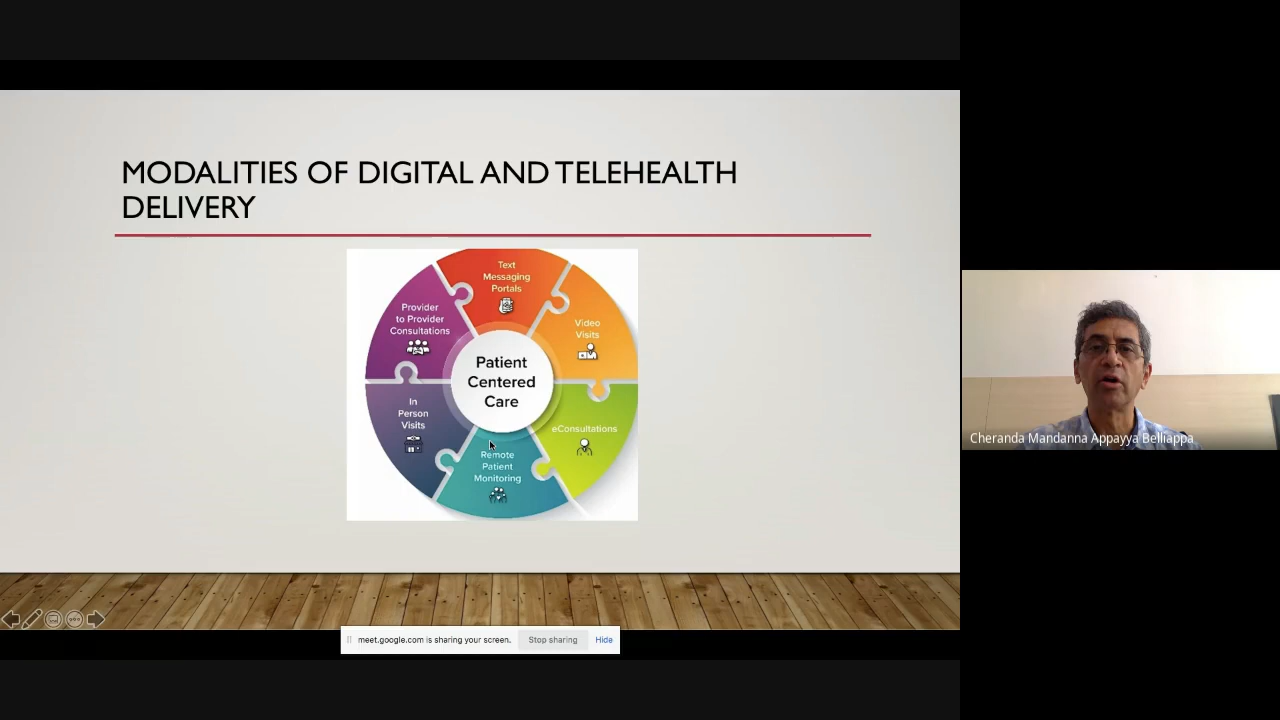 MODALITIES OF DIGITAL AND TELEHEALTH
DELIVERY
Text
Messaging
Portals
Provider
to Provider
Consultations
Video
Visits
Patient
Centered
Care
In
Person
Visits
eConsultations
Remote
Patient
Monitoring
Cheranda Mandanna Appayya Belliappa
meet.google.com is sharing your screen. Stop sharing Hide